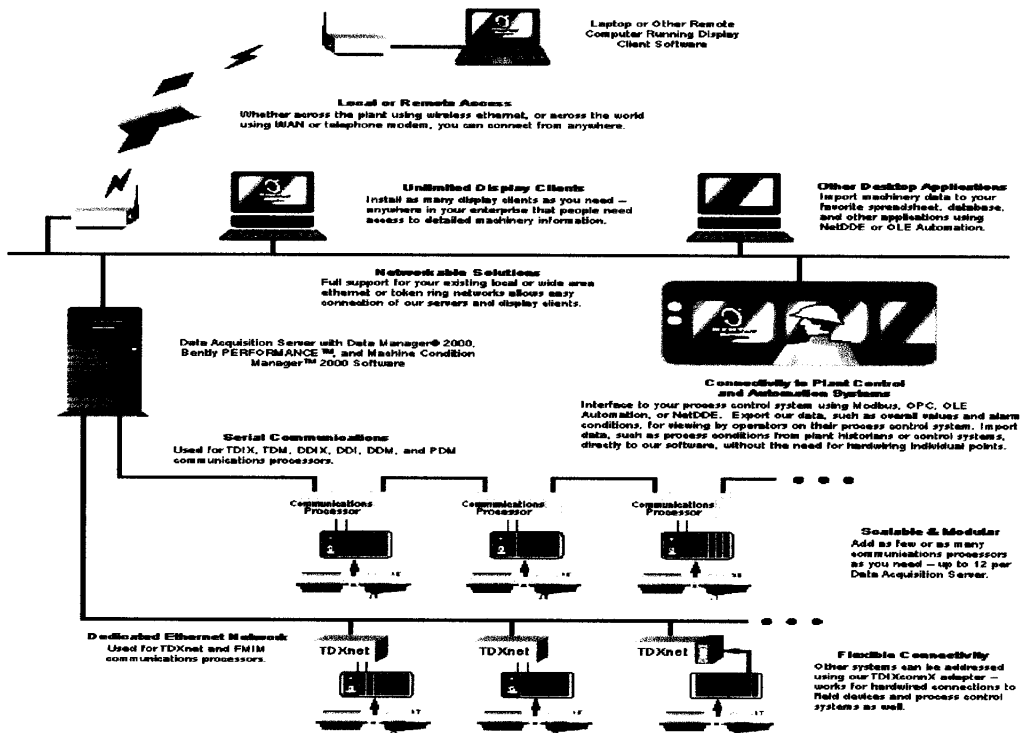 Laptop or Other Remote
Computer Running Display
Client Software
Local or Remote Access
Whether across the plant using wireless ethernet, or across the world
using WAN or telephone modem, you can connect from anywhere.
Unlimited Display Clients
Install as many display clients as you need —
anywhere in your enterprise that people need
access to detailed machinery information.
Other Desktop Applications
Import machinery data to your
favorite spreadsheet, database,
and other applications using
NetDDE or OLE Automation.
Networkable Solutions
Full support for your existing local or wide area
ethernet or token ring networks allows easy
connection of our servers and display clients.
Data Acquisition Server with Data Manager® 2000,
Bently PERFORMANCE ™, and Machine Condition
Manager™ 2000 Software
Connectivity to Plant Control
and Automation Systems
Interface to your process control system using Modbus, OPC, OLE
Automation, or NetDDE. Export our data, such as overall values and alarm
conditions, for viewing by operators on their process control system. Import
data, such as process conditions from plant historians or control systems,
directly to our software, without the need for hardwiring individual points.
Serial Communications
Used for TDIX, TDM, DDIX, DDI, DDM, and PDM
communications processors.
Communications
Processor
Communications
Processor
Communications
Processor
Scalable & Modular
Add as few or as many
communications processors
as you need — up to 12 per
Data Acquisition Server.
Dedicated Ethernet Network
Used for TDXnet and FMIM
communications processors.
TDXnet
TDXnet
TDXnet
Flexible Connectivity
Other systems can be addressed
using our TDIXconnX adapter —
works for hardwired connections to
field devices and process control
systems as well.